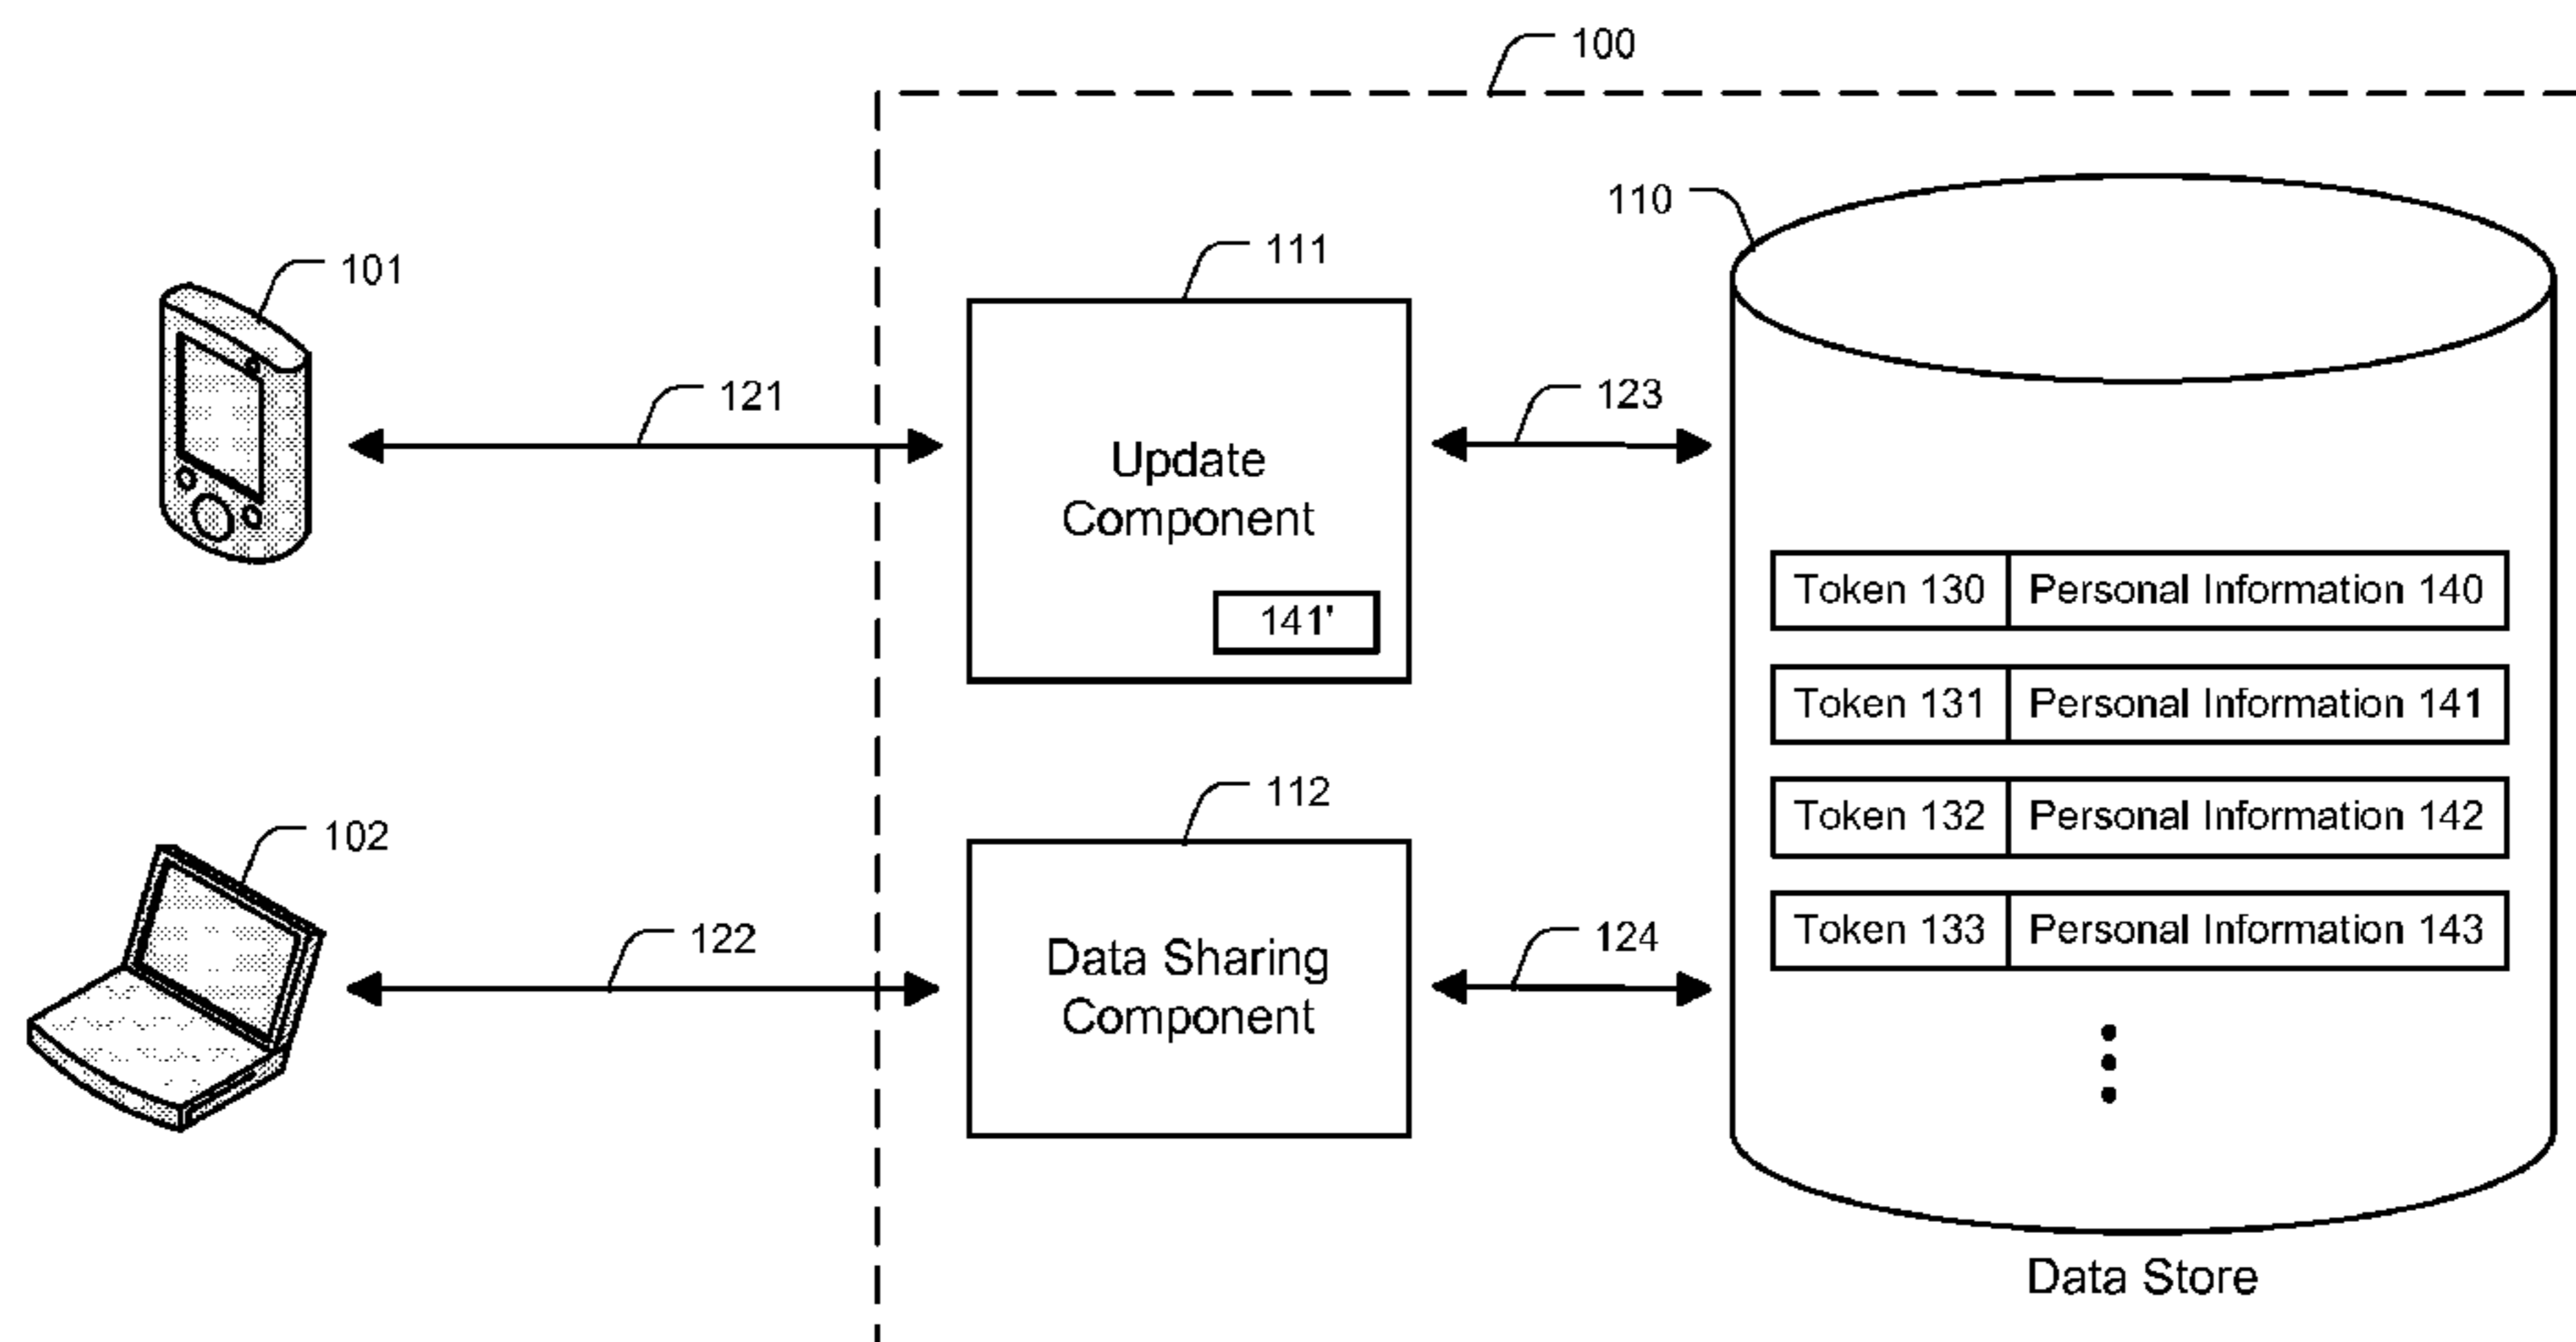 100
110
111
101
121
123
Update
Component
141'
Token 130 Personal Information 140
Token 131 Personal Information 141
Token 132 Personal Information 142
Token 133 Personal Information 143
112
102
122
124
Data Sharing
Component
Data Store